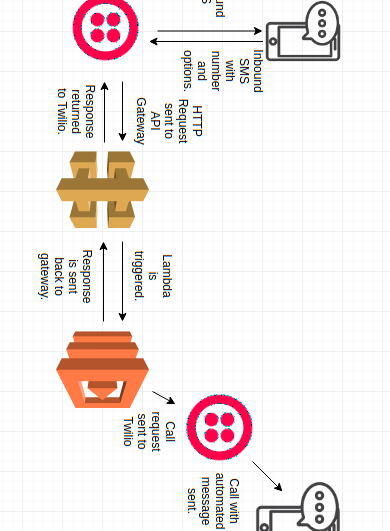 Inbound
SMS
with
number
and
options.
HTTP
Request
sent to
API
Gateway
Response
returned
to Twilio.
Lambda
is
triggered.
Response
is sent
back to
gateway.
Call
request
sent to
Twilio
Call with
automated
message
sent.